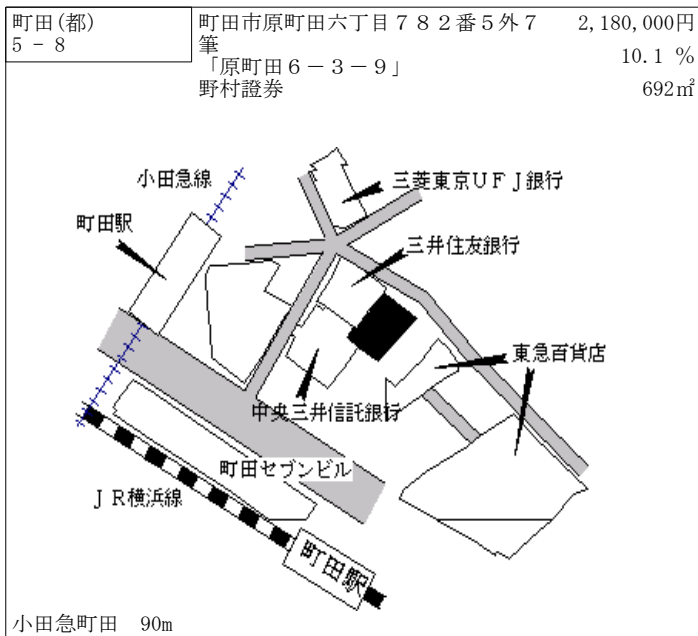 町田(都)
5 - 8
町田市原町田六丁目７８２番５外７
筆
「原町田６－３－９」
野村證券
2,180,000円
10.1 %
692㎡
小田急線
三菱東京ＵＦＪ銀行
町田駅
三井住友銀行
東急百貨店
中央三井信託銀行
町田セブンビル
ＪＲ横浜線
町田駅
小田急町田　90m